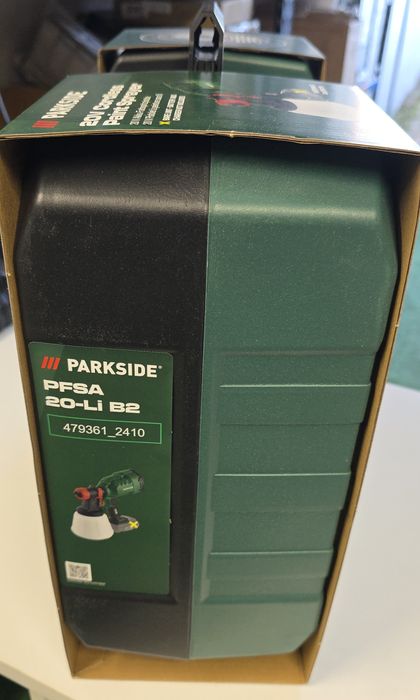 PARKSIDE
20V Cordless
Paint Sprayer
PARKSIDE®
PFSA
20-Li B2
479361_2410